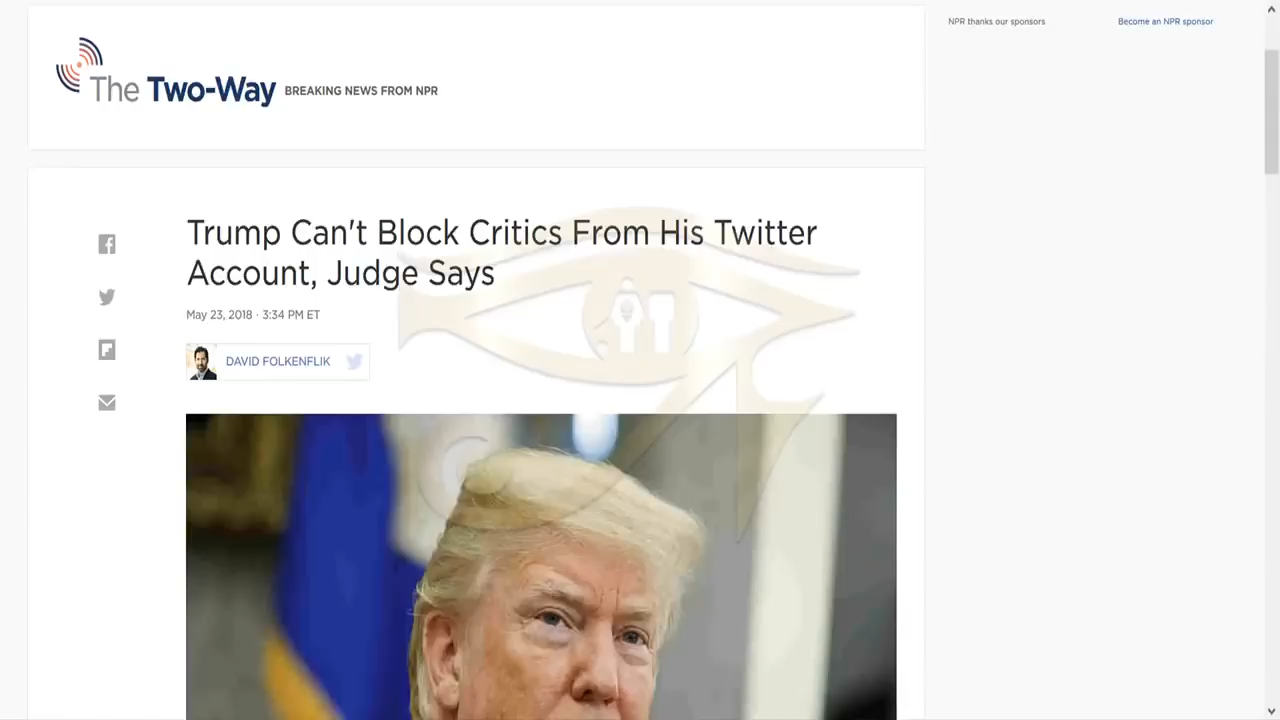 NPR thanks our sponsors
Become an NPR sponsor
The Two-Way BREAKING NEWS FROM NPR
Trump Can't Block Critics From His Twitter
Account, Judge Says
May 23, 2018 · 3:34 PM ET
DAVID FOLKENFLIK